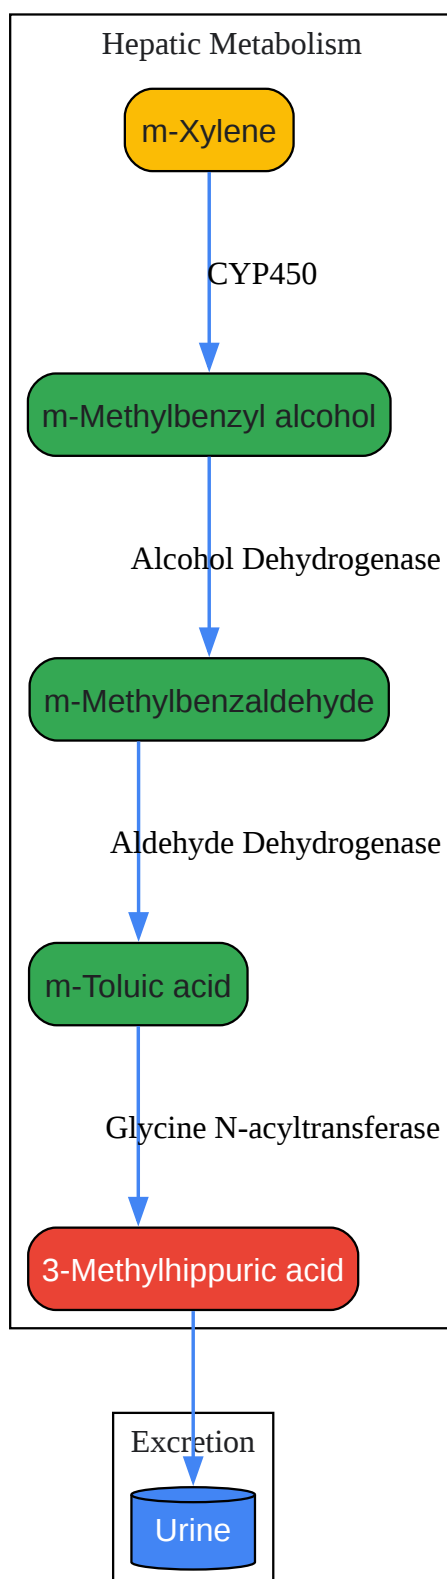 Hepatic Metabolism
m-Xylene
CYP450
m-Methylbenzyl alcohol
Alcohol Dehydrogenase
m-Methylbenzaldehyde
Aldehyde Dehydrogenase
m-Toluic acid
Glycine N-acyltransferase
3-Methylhippuric acid
Excretion
Urine